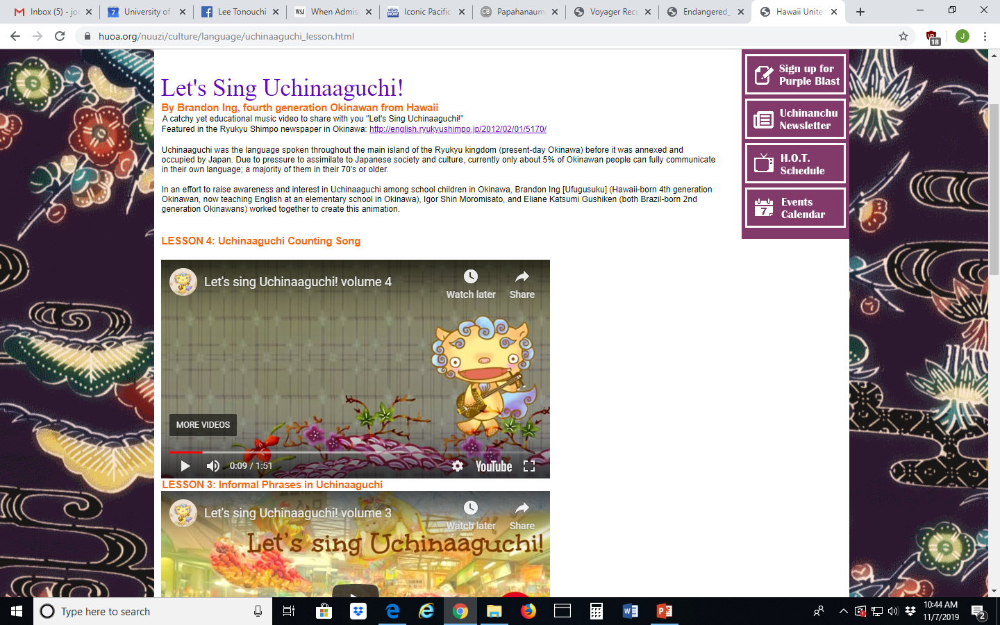 Inbox (5) - jo
University of
Lee Tonouchi
When Admis
Iconic Pacific
Papahanaum
Voyager Reco
Endangered_
Hawaii Unite
huoa.org/nuuzi/culture/language/uchinaaguchi_lesson.html
18
J
Let's Sing Uchinaaguchi!
By Brandon Ing, fourth generation Okinawan from Hawaii
A catchy yet educational music video to share with you "Let's Sing Uchinaaguchi!"
Featured in the Ryukyu Shimpo newspaper in Okinawa: http://english.ryukyushimpo.jp/2012/02/01/5170/
Uchinaaguchi was the language spoken throughout the main island of the Ryukyu kingdom (present-day Okinawa) before it was annexed and
occupied by Japan. Due to pressure to assimilate to Japanese society and culture, currently only about 5% of Okinawan people can fully communicate
in their own language; a majority of them in their 70's or older.
In an effort to raise awareness and interest in Uchinaaguchi among school children in Okinawa, Brandon Ing [Ufugusuku] (Hawaii-born 4th generation
Okinawan, now teaching English at an elementary school in Okinawa), Igor Shin Moromisato, and Eliane Katsumi Gushiken (both Brazil-born 2nd
generation Okinawans) worked together to create this animation.
Sign up for
Purple Blast
Uchinanchu
Newsletter
H.O.T.
Schedule
7
Events
Calendar
LESSON 4: Uchinaaguchi Counting Song
Let's sing Uchinaaguchi! volume 4
Watch later
Share
MORE VIDEOS
0:09 / 1:51
YouTube
LESSON 3: Informal Phrases in Uchinaaguchi
Let's sing Uchinaaguchi! volume 3
Watch later
Share
Let's sing Uchinaaguchi!
Type here to search
10:44 AM
11/7/2019
2